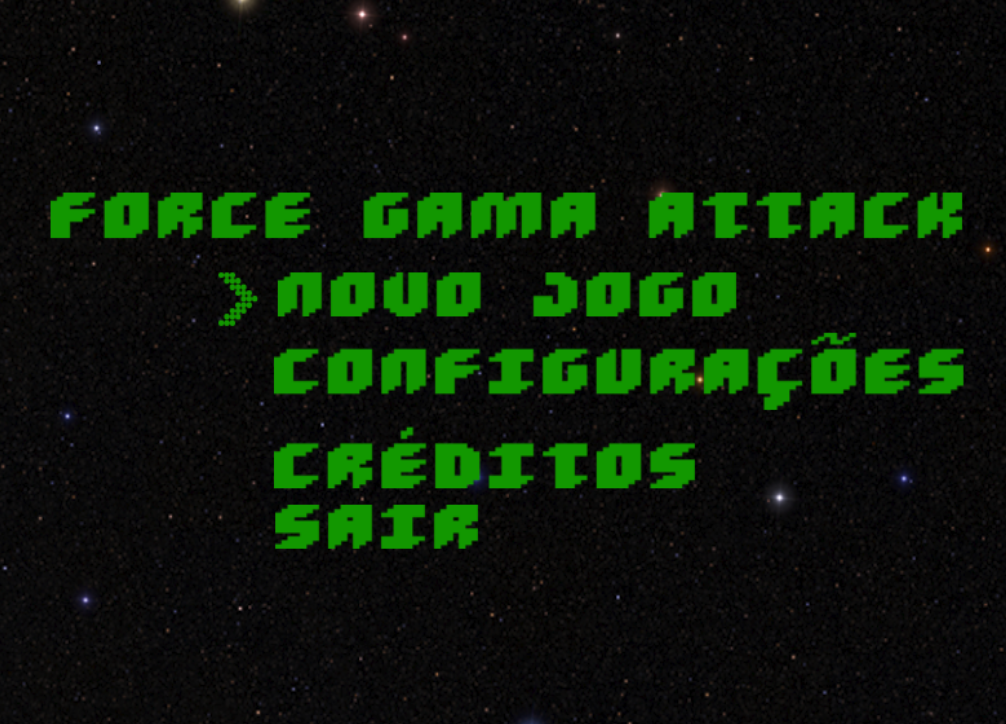 FORCE GAMA ATTACK
> NOVO JOGO
CONFIGURAÇÕES
CRÉDITOS
SAIR